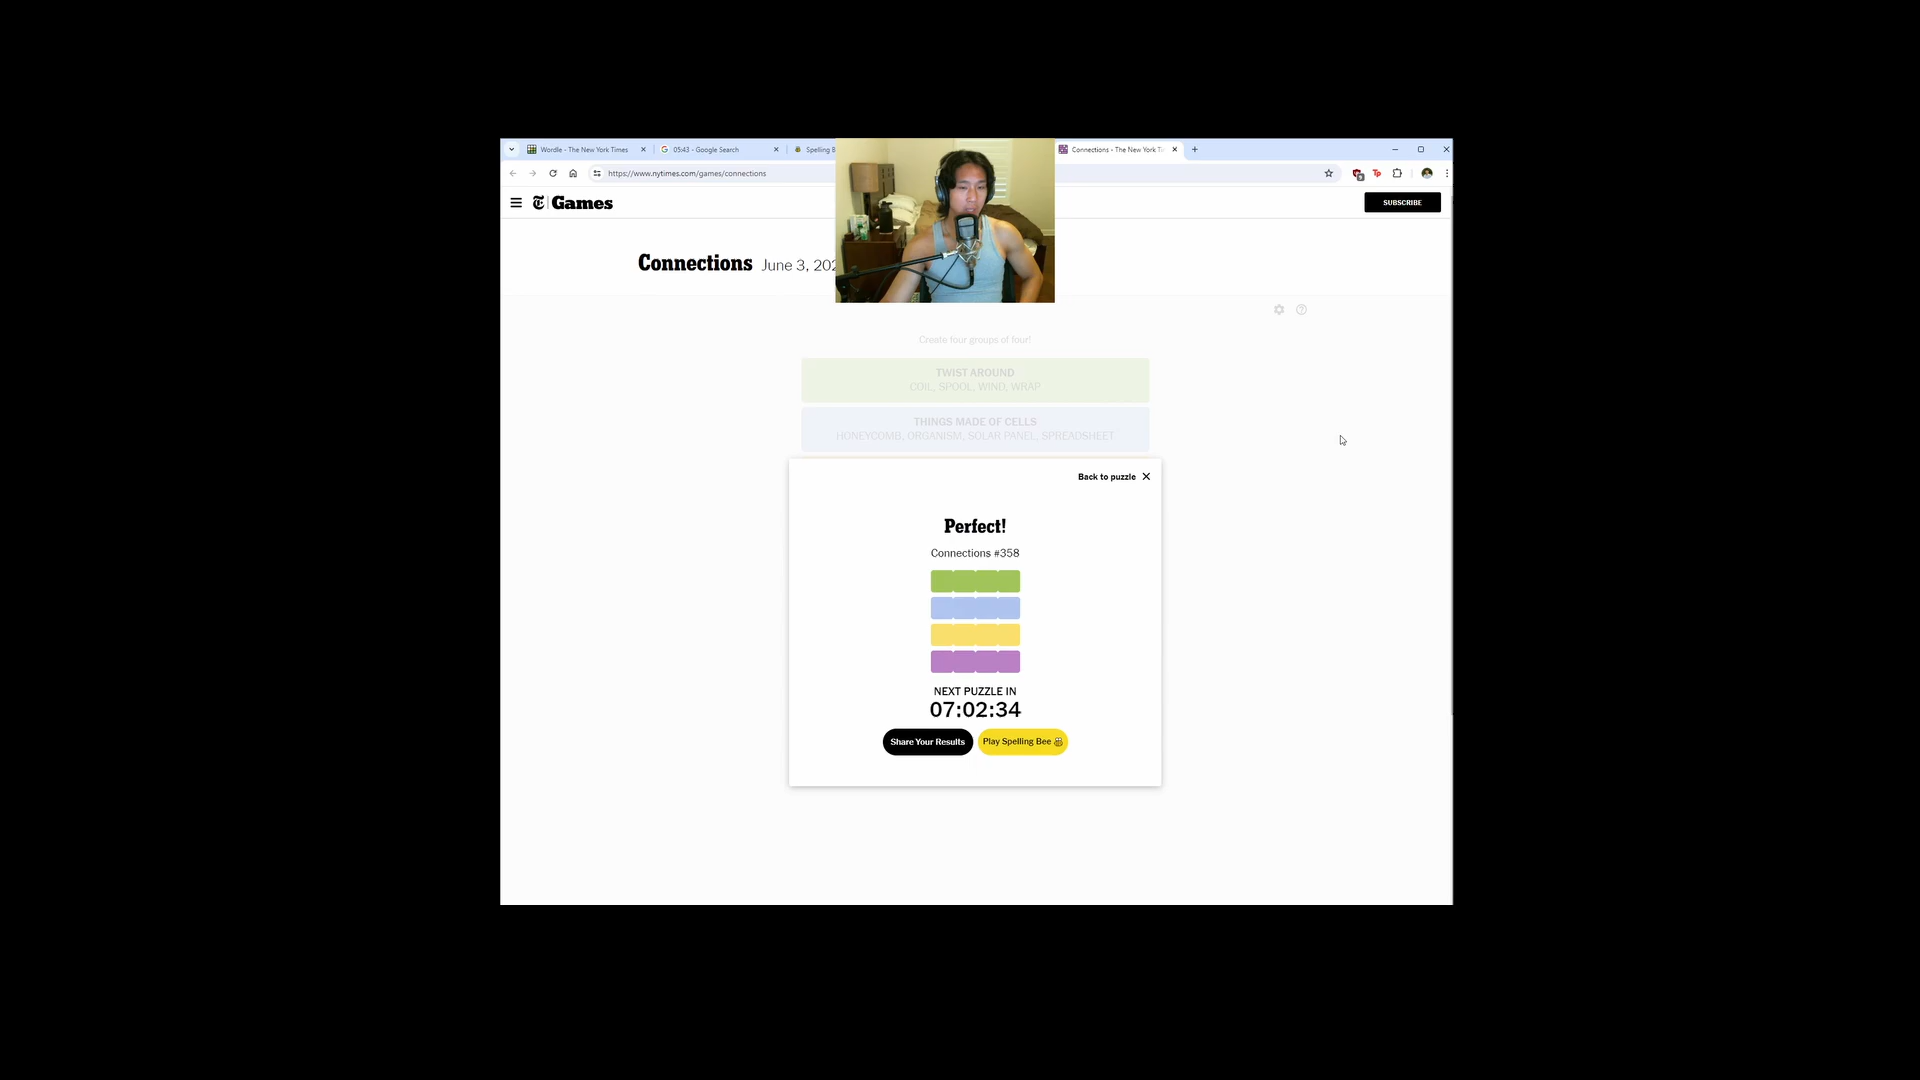 Wordle - The New York Times
05:43 - Google Search
Spelling B
Connections - The New York Ti
https://www.nytimes.com/games/connections
Games
SUBSCRIBE
Connections June 3, 202
Create four groups of four!
TWIST AROUND
COIL, SPOOL, WIND, WRAP
THINGS MADE OF CELLS
HONEYCOMB, ORGANISM, SOLAR PANEL, SPREADSHEET
Back to puzzle
Perfect!
Connections #358
NEXT PUZZLE IN
07:02:34
Share Your Results
Play Spelling Bee